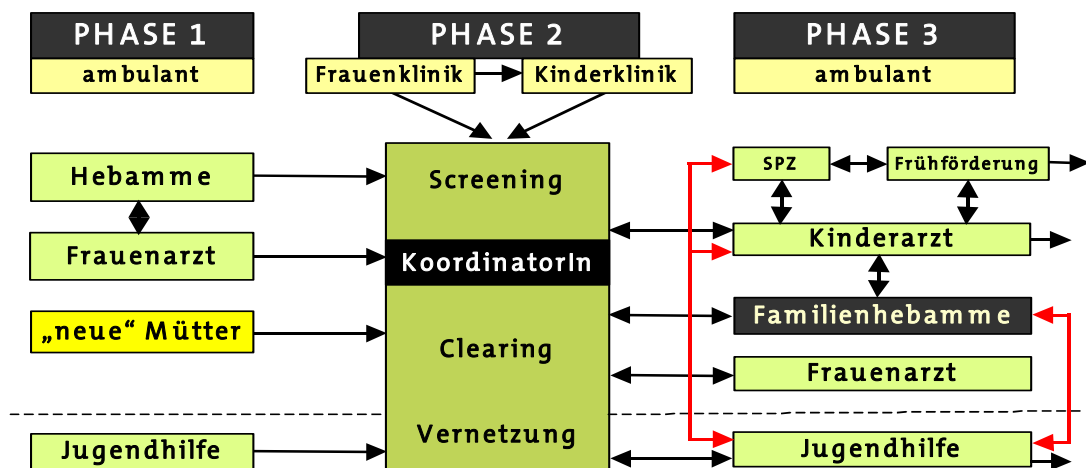 PHASE 1
ambulant
PHASE 2
Frauenklinik
Kinderklinik
PHASE 3
ambulant
Hebamme
Frauenarzt
„neue“ Mütter
Jugendhilfe
Screening
KoordinatorIn
Clearing
Vernetzung
SPZ
Frühförderung
Kinderarzt
Familienhebamme
Frauenarzt
Jugendhilfe